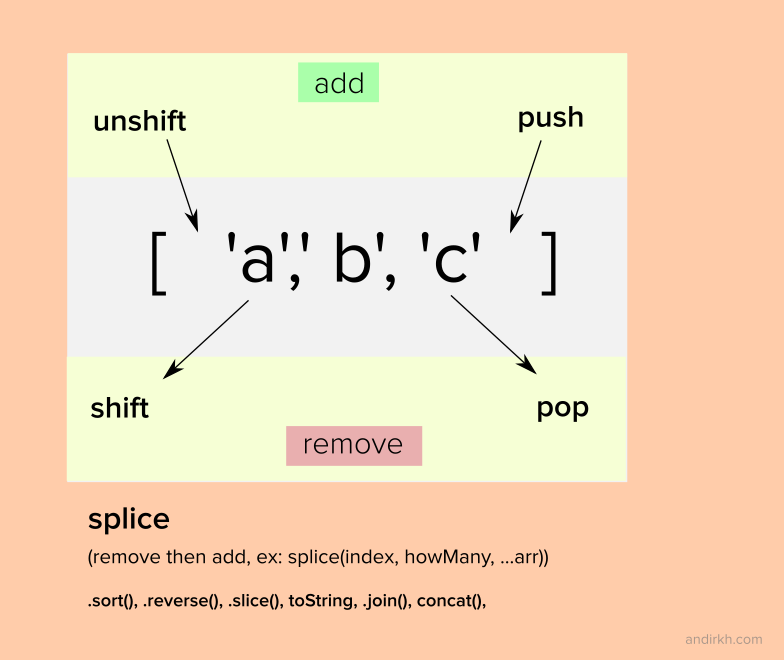 add
unshift
push
[ 'a',' b', 'c' ]
shift
pop
remove
splice
(remove then add, ex: splice(index, howMany, ...arr))
.sort(), .reverse(), .slice(), toString, .join(), concat(),
andirkh.com